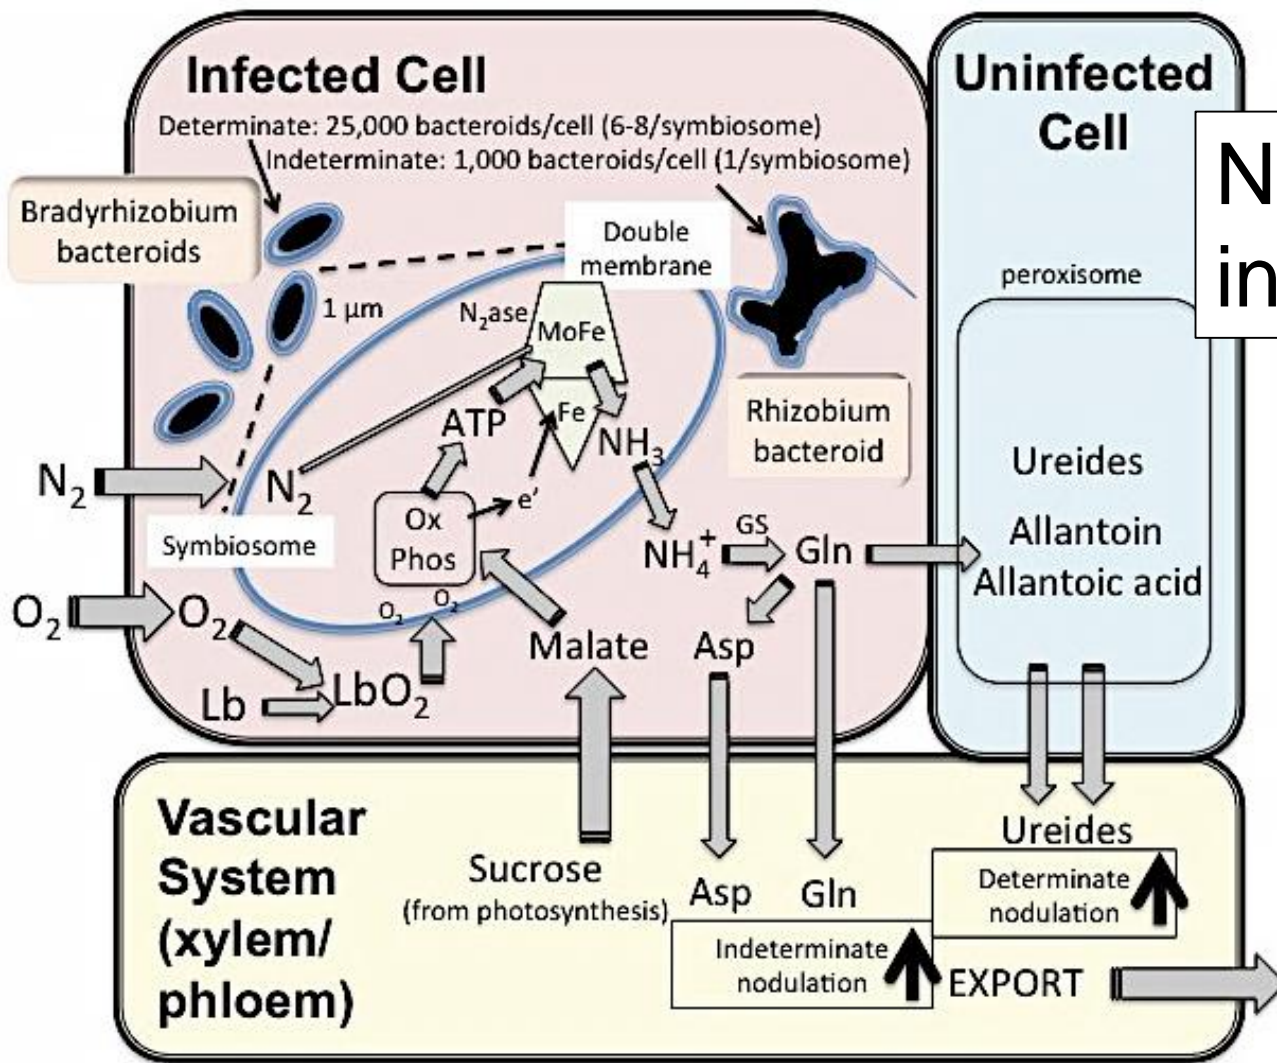 Infected Cell
Determinate: 25,000 bacteroids/cell (6-8/symbiosome)
Indeterminate: 1,000 bacteroids/cell (1/symbiosome)
Bradyrhizobium
bacteroids
Double
membrane
1 µm
N₂ase
MoFe
Fe
ATP
NH₃
Rhizobium
bacteroid
N₂
N₂
Ox
Phos
e'
Symbiosome
NH₄⁺
GS
Gln
O₂
O₂
O₂
O₂
Malate
Asp
Lb
LbO₂
Uninfected
Cell
peroxisome
Ureides
Allantoin
Allantoic acid
Vascular
System
(xylem/
phloem)
Sucrose
(from photosynthesis)
Asp
Gln
Ureides
Determinate
nodulation
Indeterminate
nodulation
EXPORT